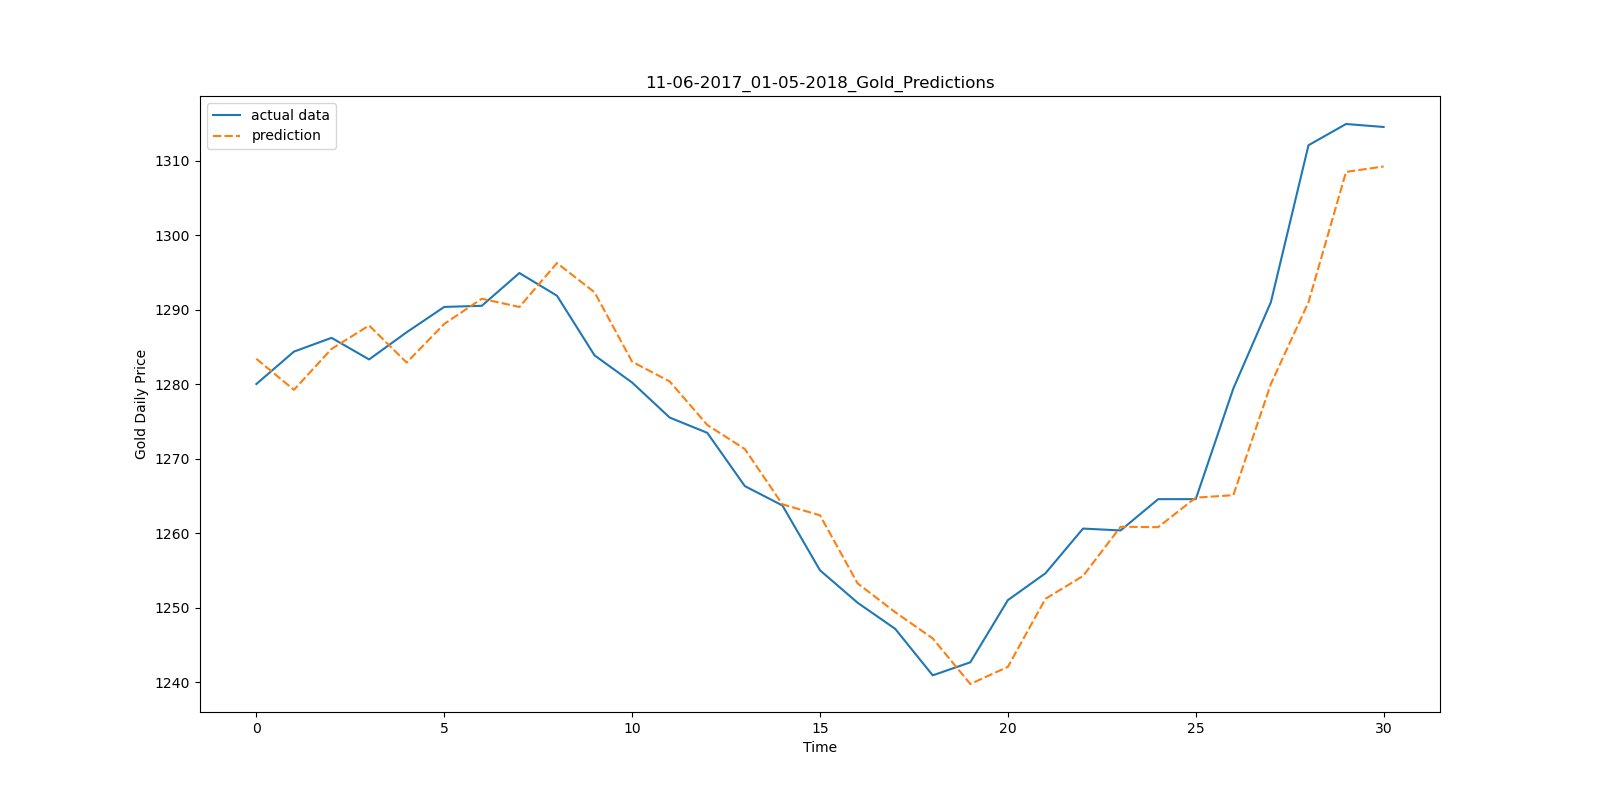 11-06-2017_01-05-2018_Gold_Predictions
actual data
prediction
Gold Daily Price
1310
1300
1290
1280
1270
1260
1250
1240
0 5 10 15 20 25 30
Time